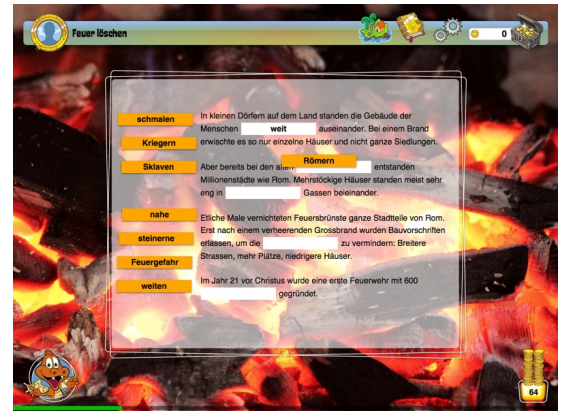 Feuer löschen
0
schmalen
Kriegern
Sklaven
nahe
steinerne
Feuergefahr
weiten
In kleinen Dörfern auf dem Land standen die Gebäude der
Menschen weit auseinander. Bei einem Brand
erwischte es so nur einzelne Häuser und nicht ganze Siedlungen.
Römern
Aber bereits bei den alten entstanden
Millionenstädte wie Rom. Mehrstöckige Häuser standen meist sehr
eng in Gassen beieinander.
Etliche Male vernichteten Feuersbrünste ganze Stadtteile von Rom.
Erst nach einem verheerenden Grossbrand wurden Bauvorschriften
erlassen, um die zu vermindern: Breitere
Strassen, mehr Plätze, niedrigere Häuser.
Im Jahr 21 vor Christus wurde eine erste Feuerwehr mit 600
gegründet.
64